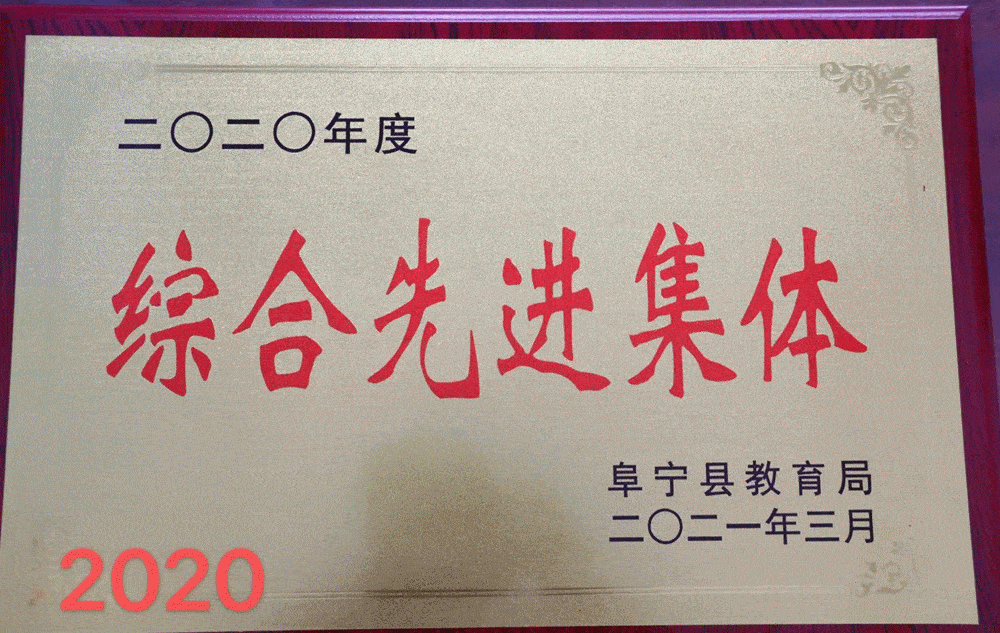 二〇二〇年度
综合先进集体
阜宁县教育局
二〇二一年三月
2020